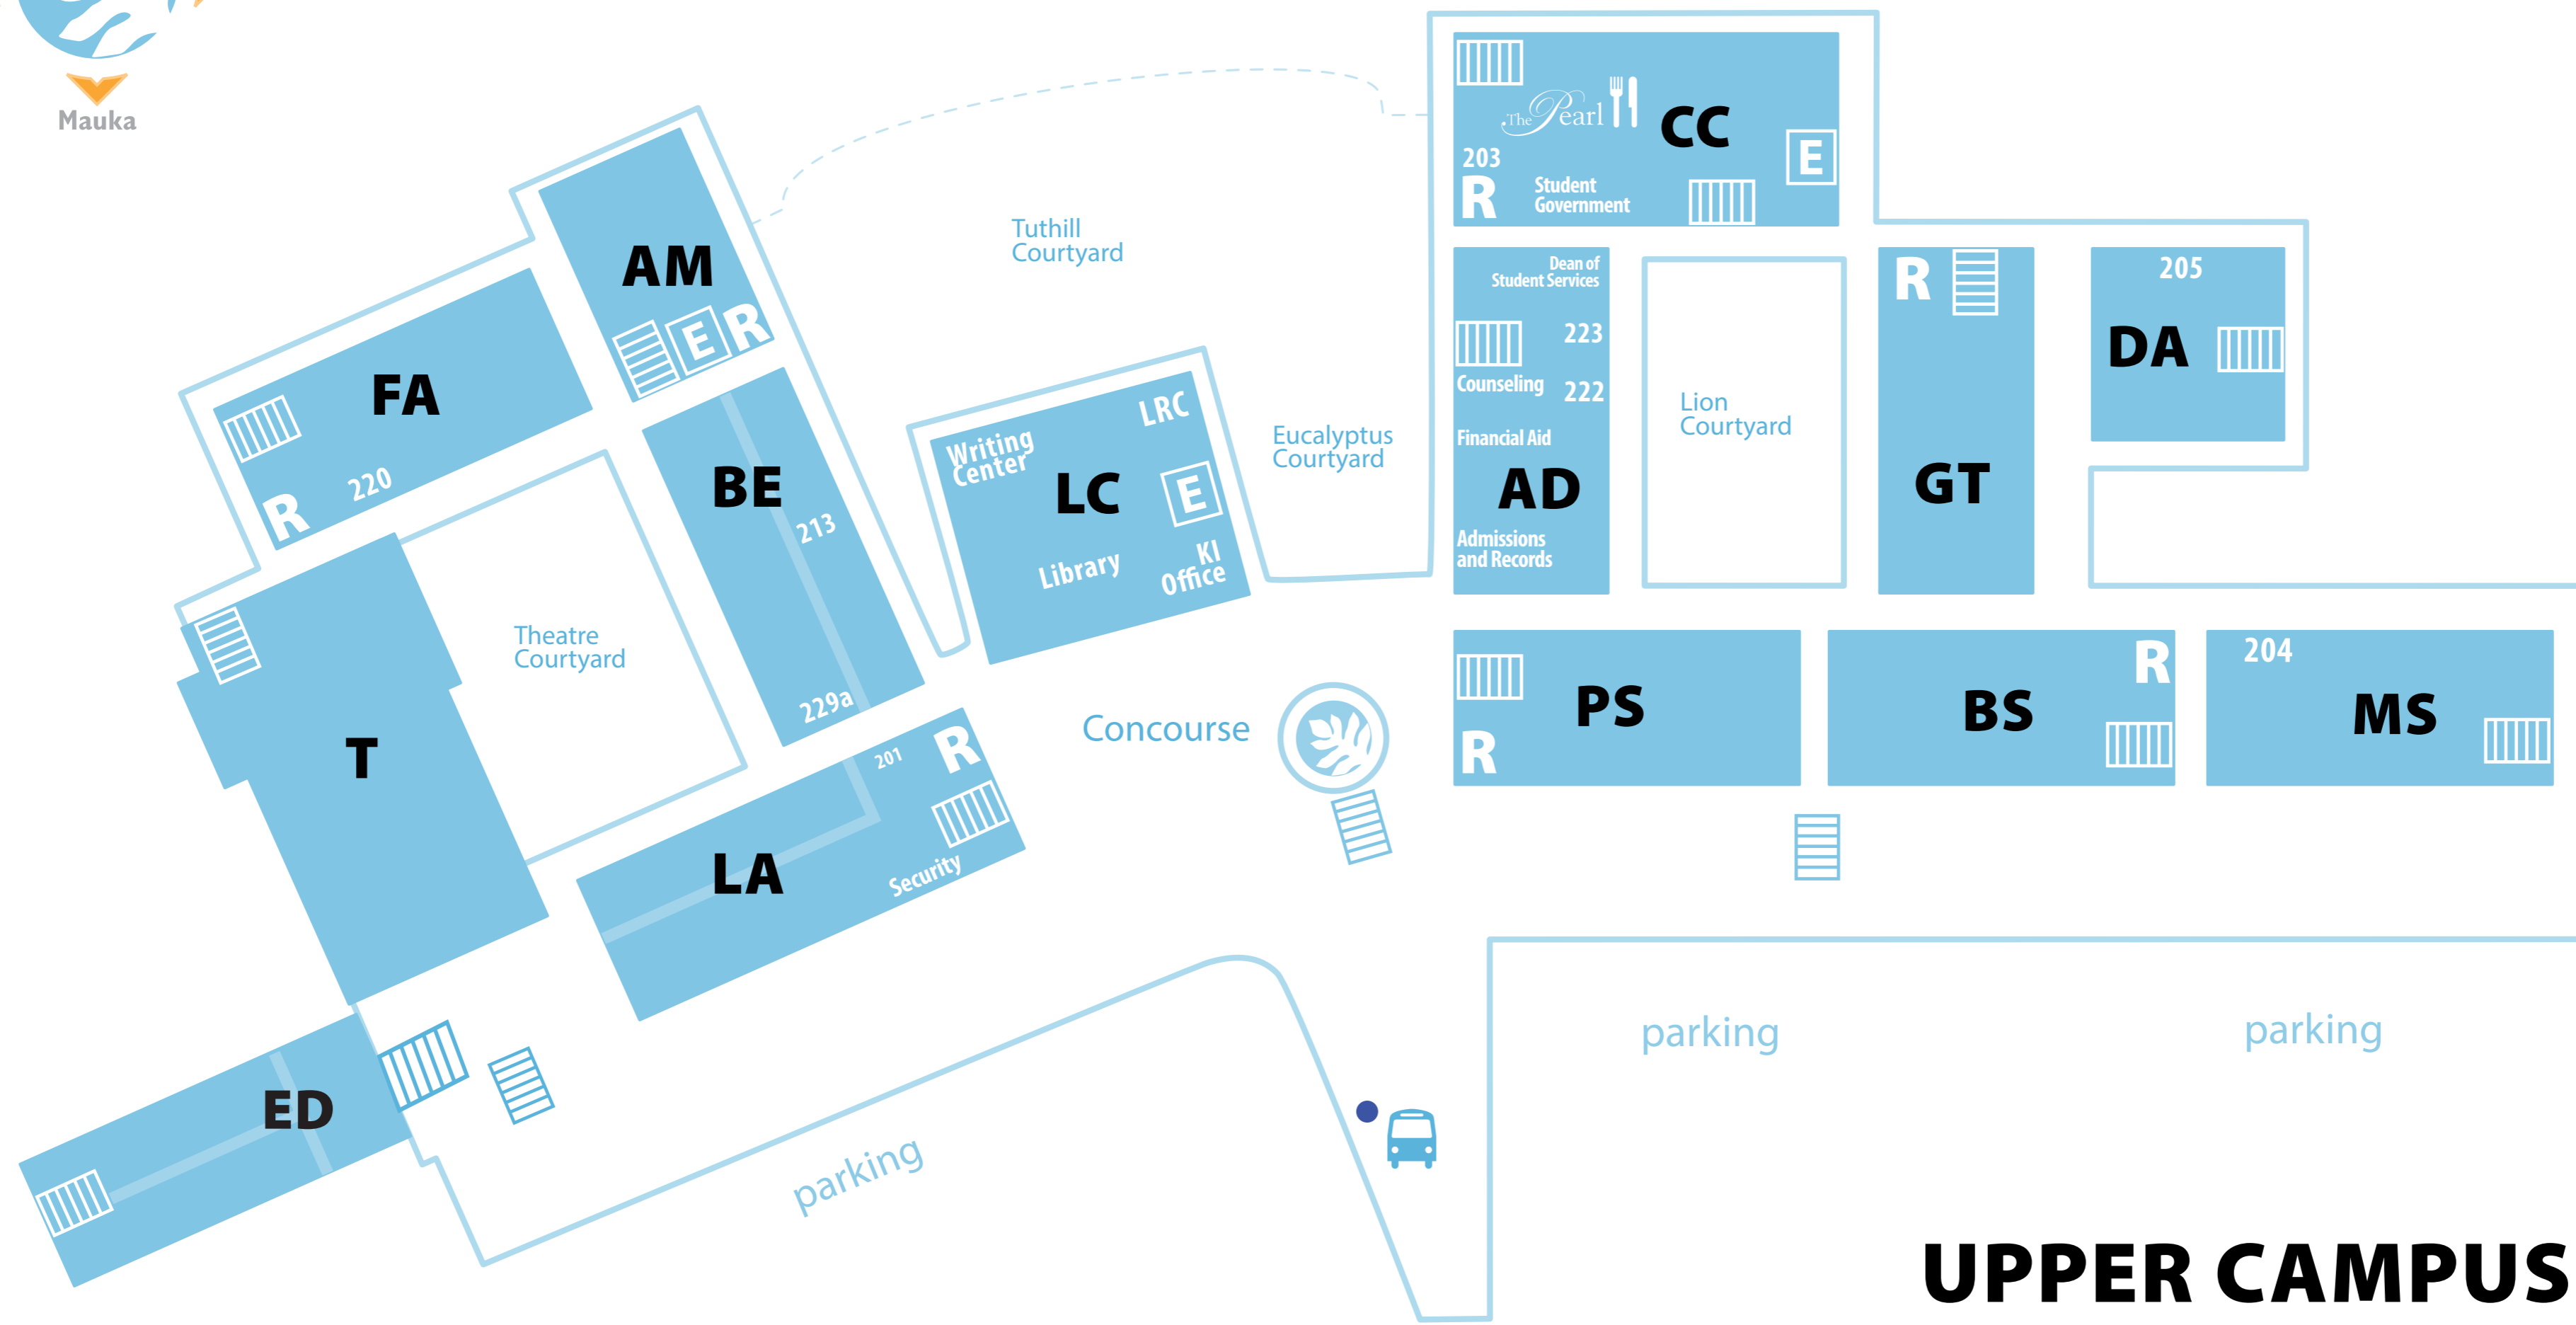 Mauka
AM
E
R
FA
220
R
BE
213
229a
T
Theatre
Courtyard
LA
201
R
Security
ED
Tuthill
Courtyard
Writing
Center
LRC
LC
E
Library
KI
Office
Eucalyptus
Courtyard
Concourse
The Pearl
CC
E
203
R
Student
Government
Dean of
Student Services
223
Counseling
222
Financial Aid
AD
Admissions
and Records
Lion
Courtyard
R
GT
205
DA
PS
R
BS
R
204
MS
parking
parking
parking
UPPER CAMPUS